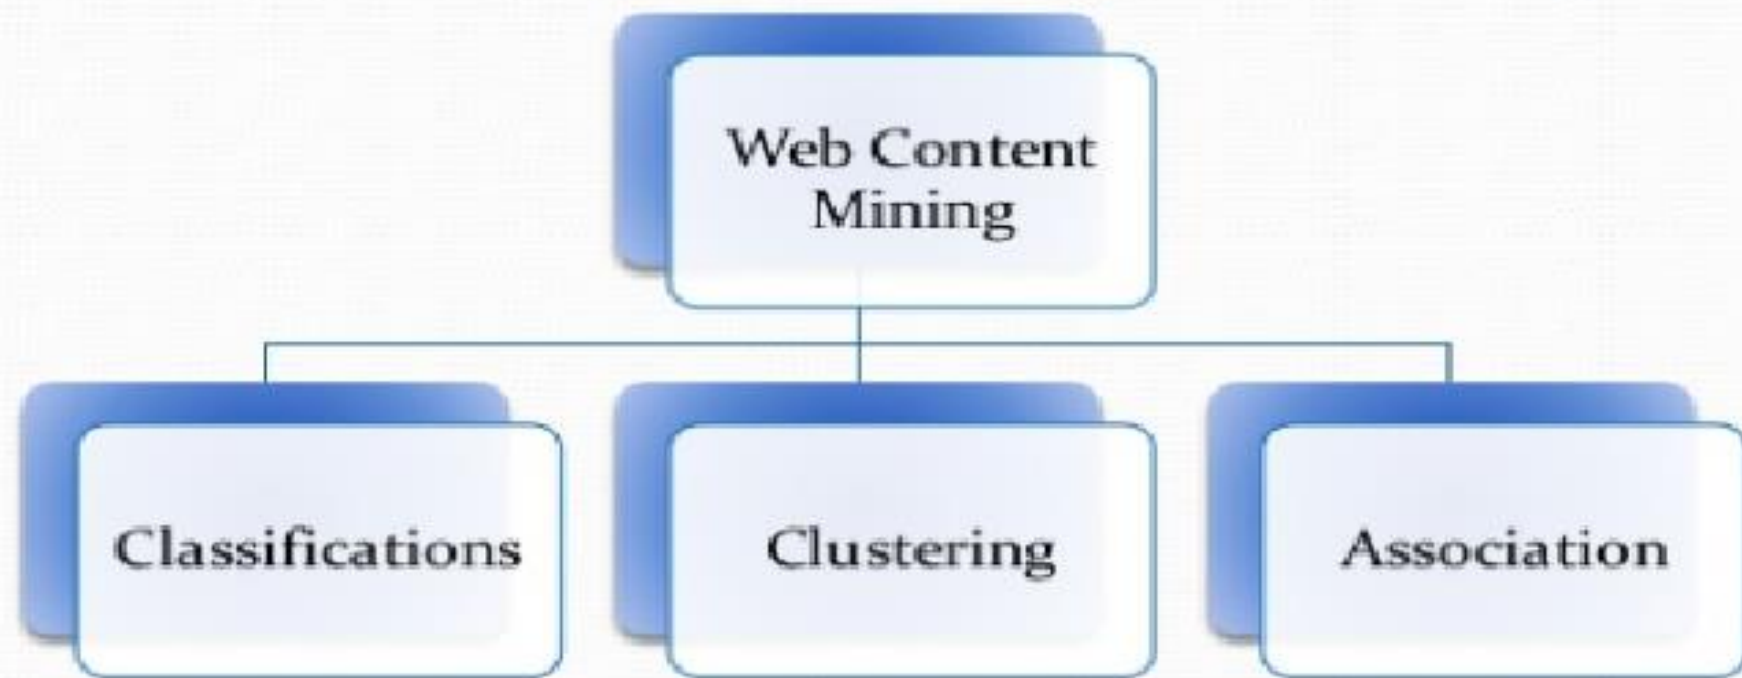 Web Content
Mining
Classifications
Clustering
Association